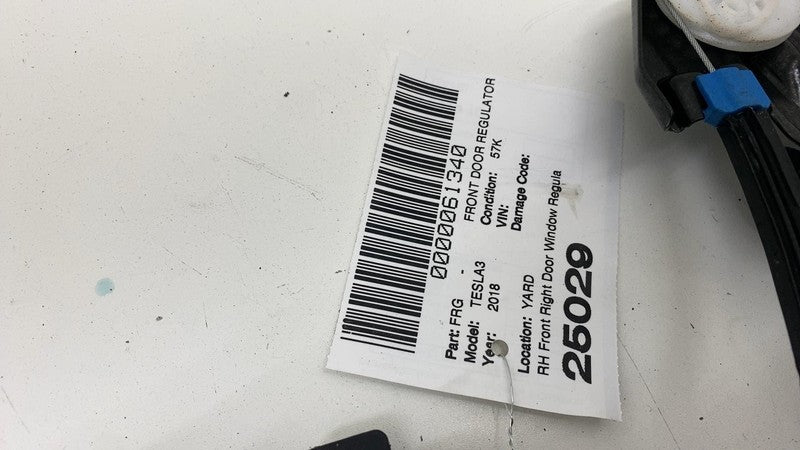 0000061340
Part: FRG - FRONT DOOR REGULATOR
Model: TESLA3 Condition: 57K
Year: 2018 VIN:
Damage Code:
Location: YARD
RH Front Right Door Window Regula
25029